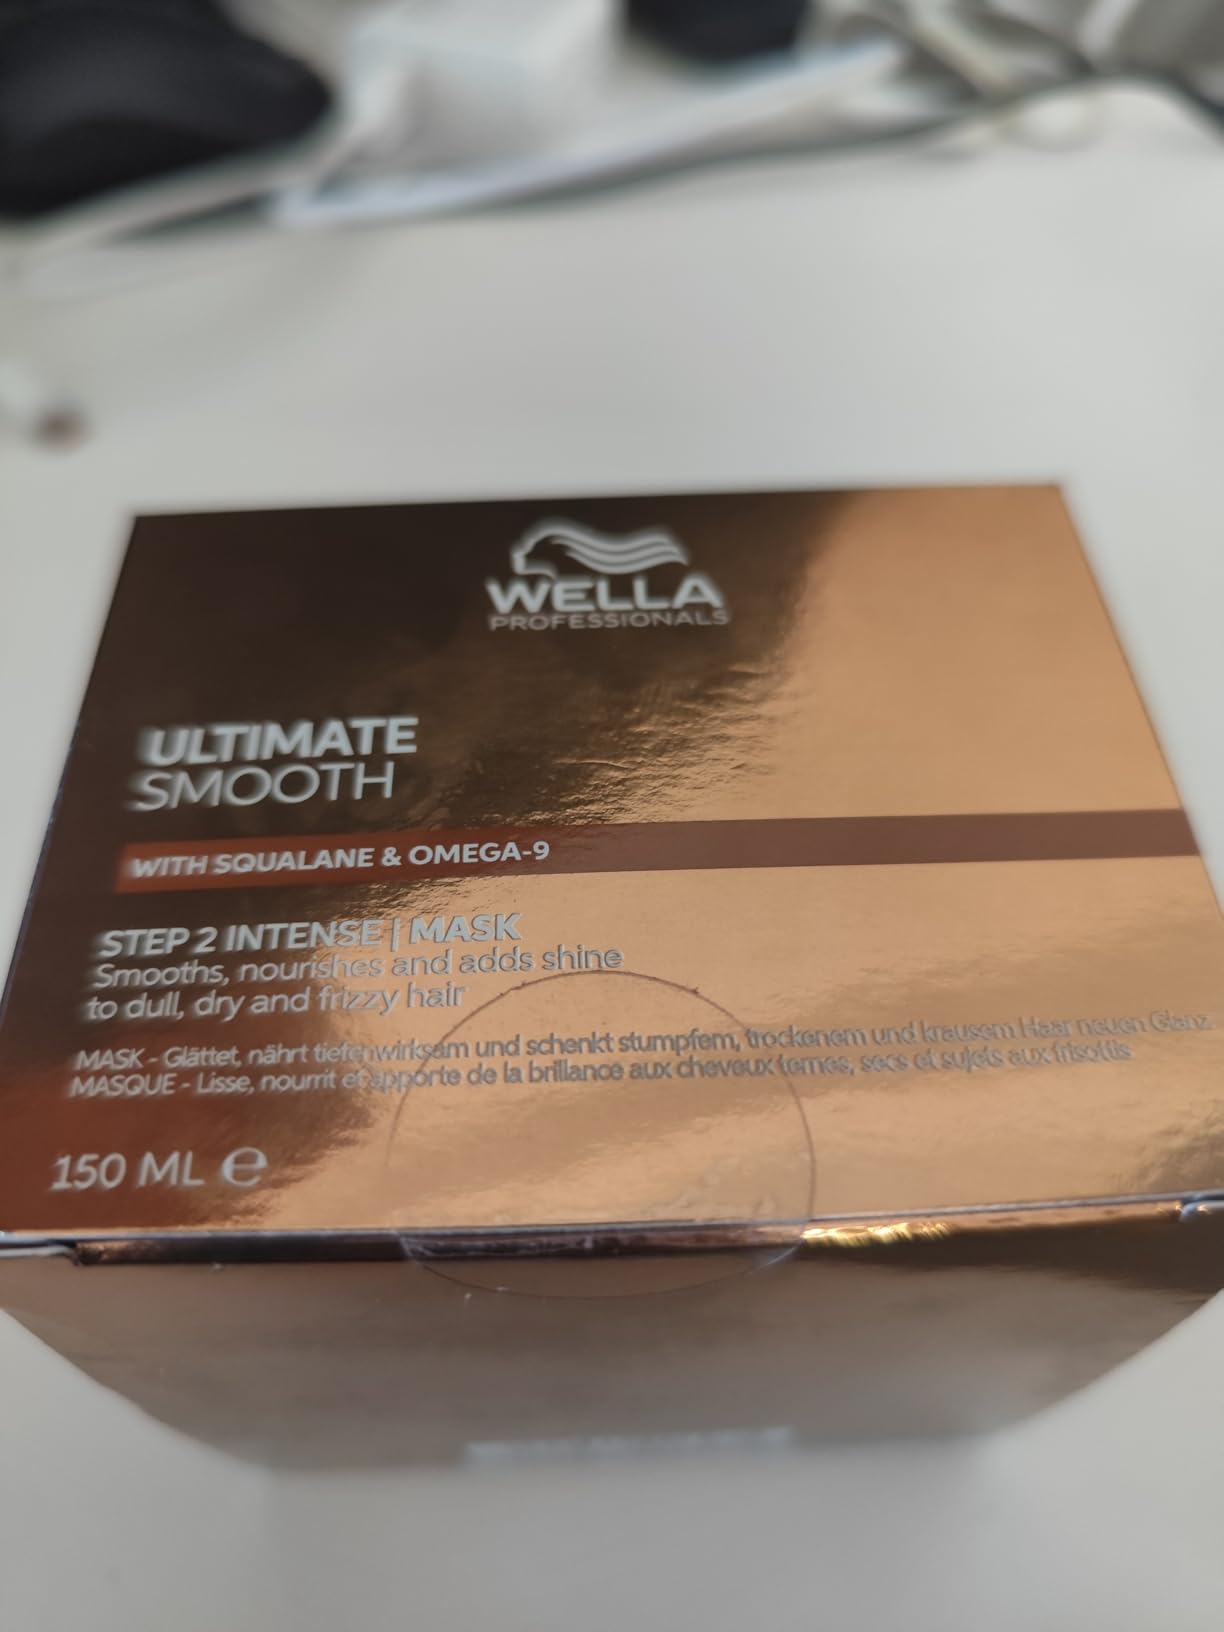 WELLA
PROFESSIONALS
ULTIMATE
SMOOTH
WITH SQUALANE & OMEGA-9
STEP 2 INTENSE | MASK
Smooths, nourishes and adds shine
to dull, dry and frizzy hair
MASK - Glättet, nährt tiefenwirksam und schenkt stumpfem, trockenem und krausem Haar neuen Glanz
MASQUE - Lisse, nourrit et apporte de la brillance aux cheveux ternes, secs et sujets aux frisottis
150 ML ℮